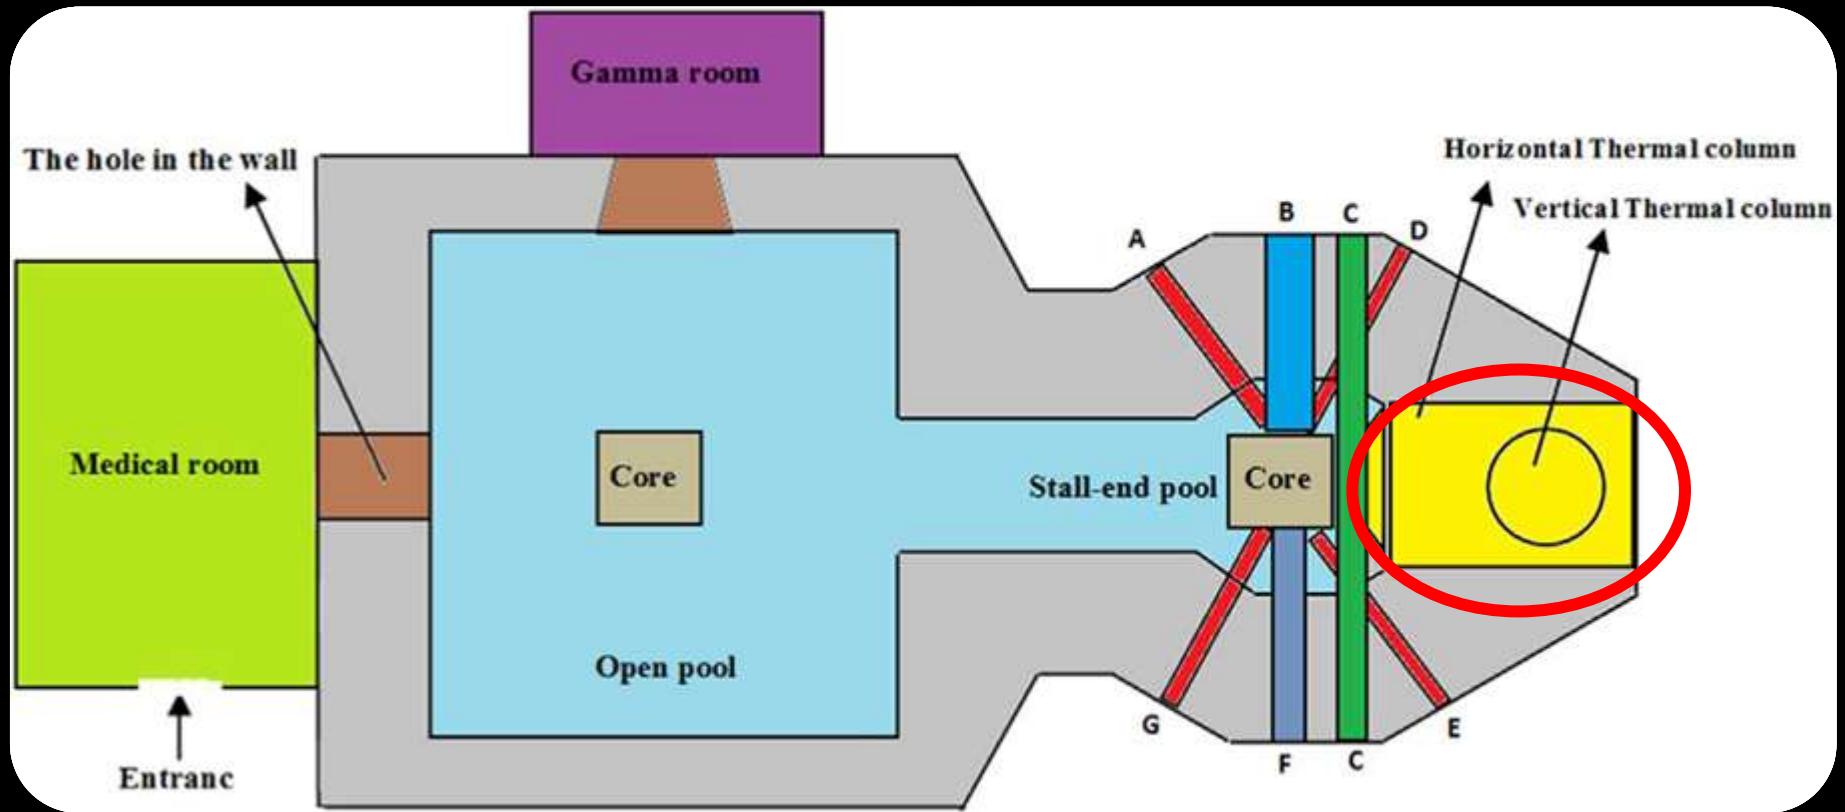 Gamma room
The hole in the wall
Horizontal Thermal column
Vertical Thermal column
A
B
C
D
Medical room
Core
Stall-end pool
Core
Open pool
G
F
C
E
Entranc